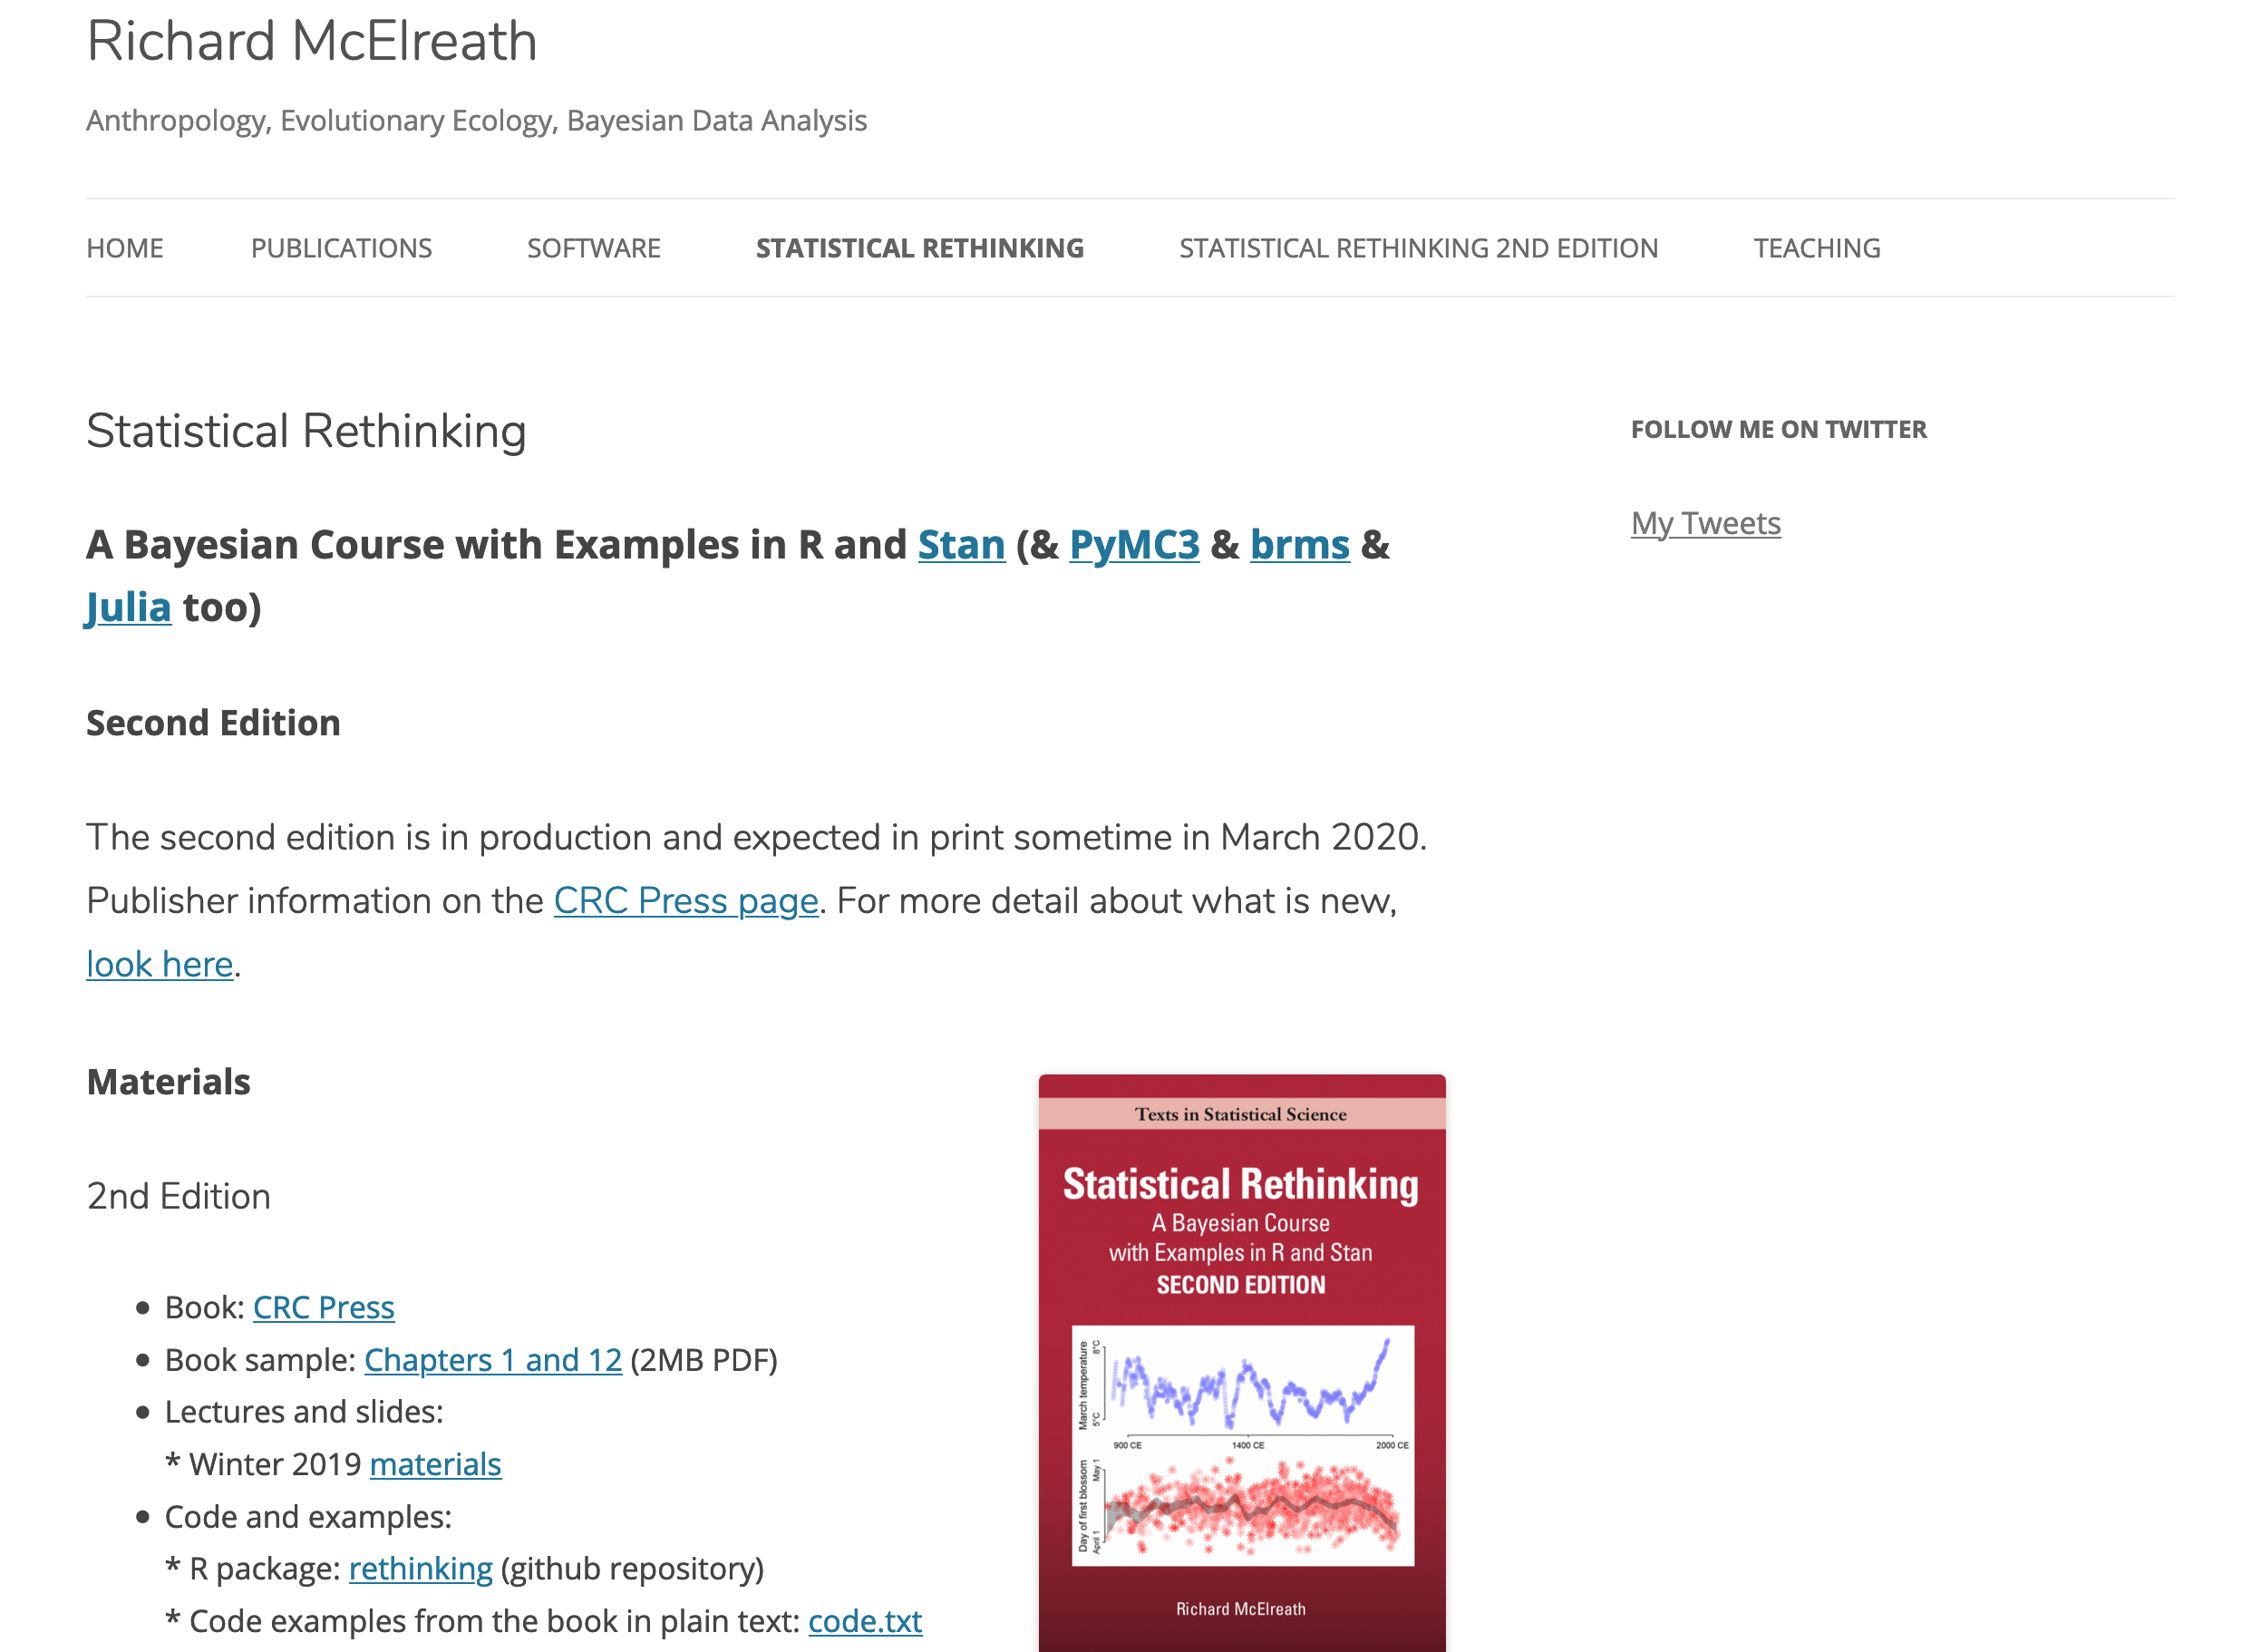 Richard McElreath
Anthropology, Evolutionary Ecology, Bayesian Data Analysis
HOME PUBLICATIONS SOFTWARE STATISTICAL RETHINKING STATISTICAL RETHINKING 2ND EDITION TEACHING
Statistical Rethinking
A Bayesian Course with Examples in R and Stan (& PyMC3 & brms &
Julia too)
Second Edition
The second edition is in production and expected in print sometime in March 2020.
Publisher information on the CRC Press page. For more detail about what is new,
look here.
Materials
2nd Edition
● Book: CRC Press
● Book sample: Chapters 1 and 12 (2MB PDF)
● Lectures and slides:
* Winter 2019 materials
● Code and examples:
* R package: rethinking (github repository)
* Code examples from the book in plain text: code.txt
Texts in Statistical Science
Statistical Rethinking
A Bayesian Course
with Examples in R and Stan
SECOND EDITION
March temperature
5°C 8°C
900 CE 1400 CE 2000 CE
Day of first blossom
April 1 May 1
Richard McElreath
FOLLOW ME ON TWITTER
My Tweets